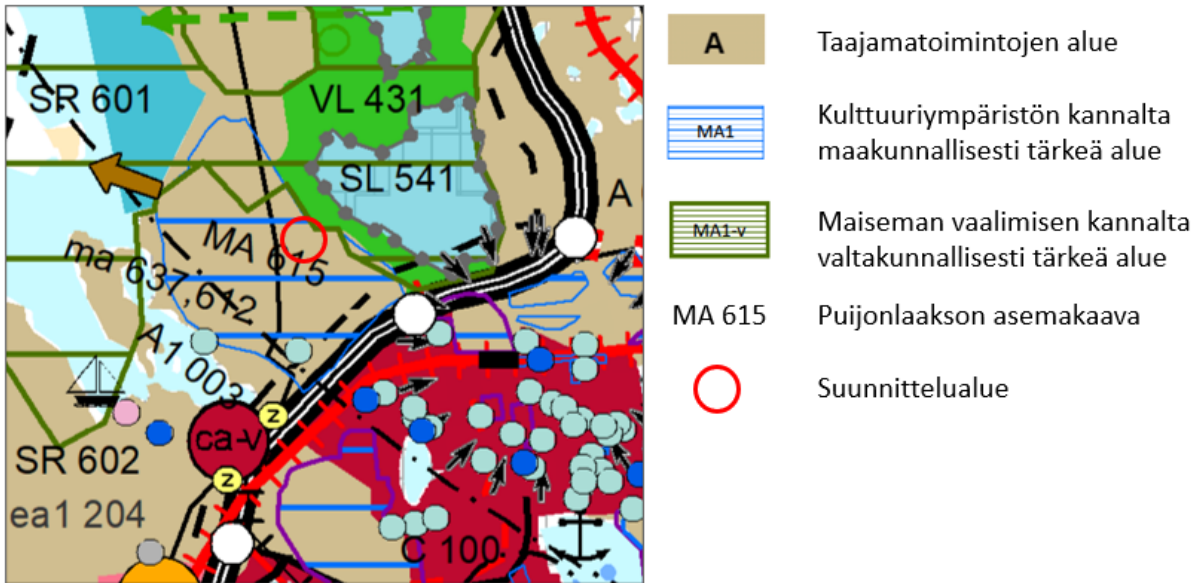 SR 601
VL 431
SL 541
A
MA 615
ma 637,612
A1 003
z
ca-v
SR 602
z
ea1 204
C 100
A
Taajamatoimintojen alue
MA1
Kulttuuriympäristön kannalta
maakunnallisesti tärkeä alue
MA1-v
Maiseman vaalimisen kannalta
valtakunnallisesti tärkeä alue
MA 615
Puijonlaakson asemakaava
Suunnittelualue